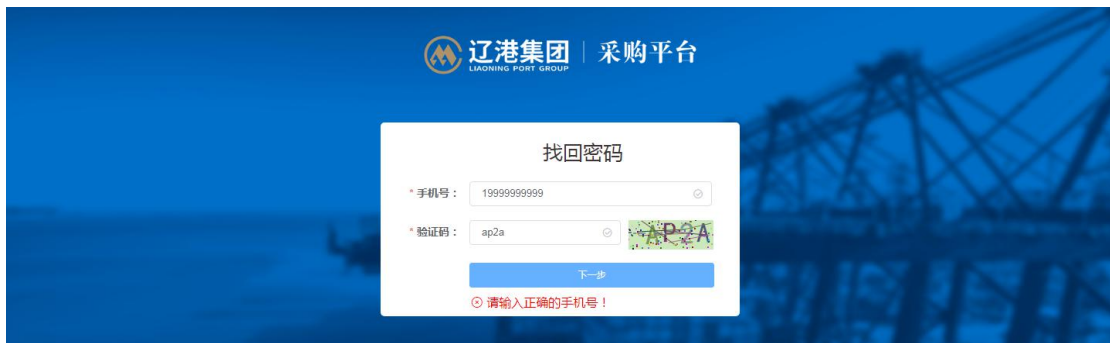 辽港集团 | 采购平台
LIAONING PORT GROUP
找回密码
* 手机号： 19999999999
* 验证码： ap2a AP2A
下一步
请输入正确的手机号！